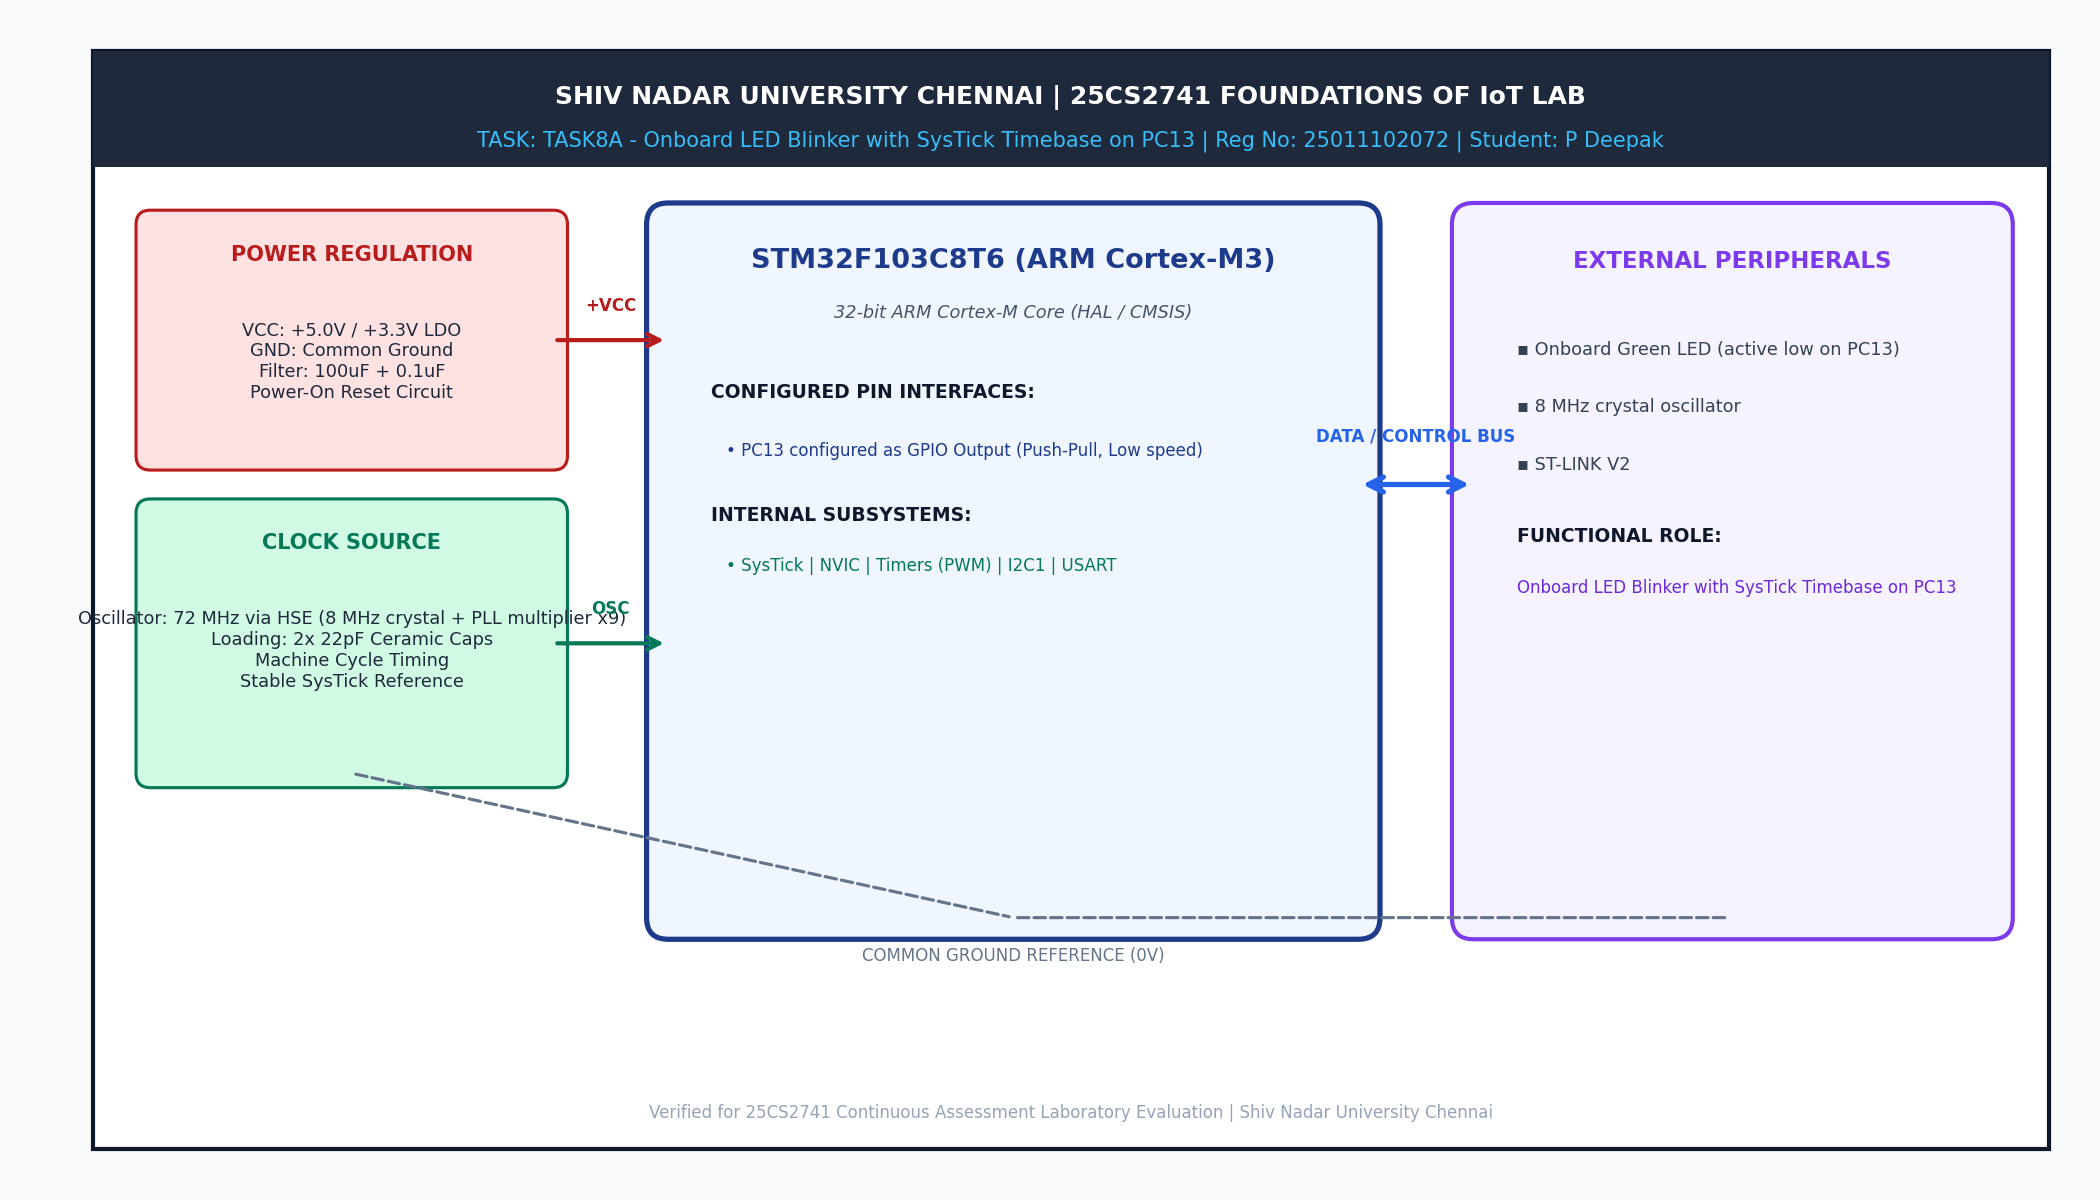 SHIV NADAR UNIVERSITY CHENNAI | 25CS2741 FOUNDATIONS OF IoT LAB
TASK: TASK8A - Onboard LED Blinker with SysTick Timebase on PC13 | Reg No: 25011102072 | Student: P Deepak
POWER REGULATION
VCC: +5.0V / +3.3V LDO
GND: Common Ground
Filter: 100uF + 0.1uF
Power-On Reset Circuit
+VCC
CLOCK SOURCE
Oscillator: 72 MHz via HSE (8 MHz crystal + PLL multiplier x9)
Loading: 2x 22pF Ceramic Caps
Machine Cycle Timing
Stable SysTick Reference
OSC
STM32F103C8T6 (ARM Cortex-M3)
32-bit ARM Cortex-M Core (HAL / CMSIS)
CONFIGURED PIN INTERFACES:
• PC13 configured as GPIO Output (Push-Pull, Low speed)
INTERNAL SUBSYSTEMS:
• SysTick | NVIC | Timers (PWM) | I2C1 | USART
DATA / CONTROL BUS
EXTERNAL PERIPHERALS
▪ Onboard Green LED (active low on PC13)
▪ 8 MHz crystal oscillator
▪ ST-LINK V2
FUNCTIONAL ROLE:
Onboard LED Blinker with SysTick Timebase on PC13
COMMON GROUND REFERENCE (0V)
Verified for 25CS2741 Continuous Assessment Laboratory Evaluation | Shiv Nadar University Chennai